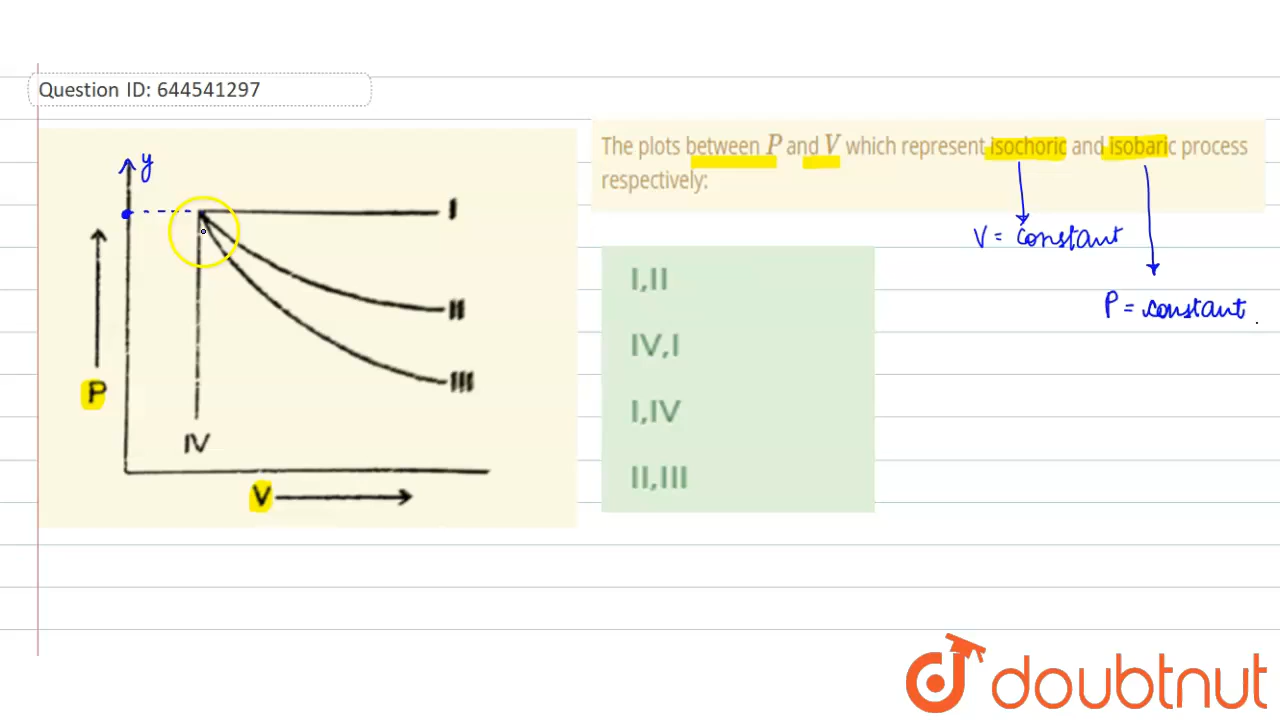 Question ID: 644541297
y
I
II
III
P
IV
V
The plots between P and V which represent isochoric and isobaric process
respectively:
V = constant
P = constant
I,II
IV,I
I,IV
II,III
doubtnut